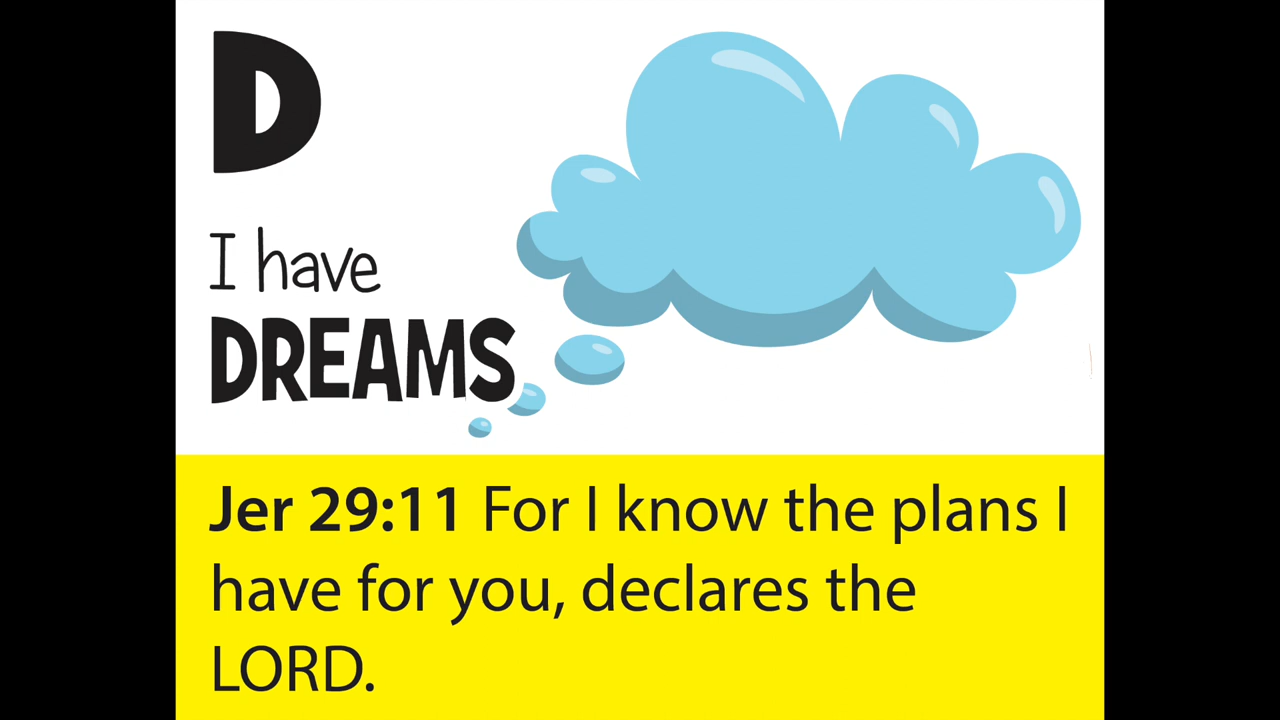 D
I have
DREAMS
Jer 29:11 For I know the plans I
have for you, declares the
LORD.